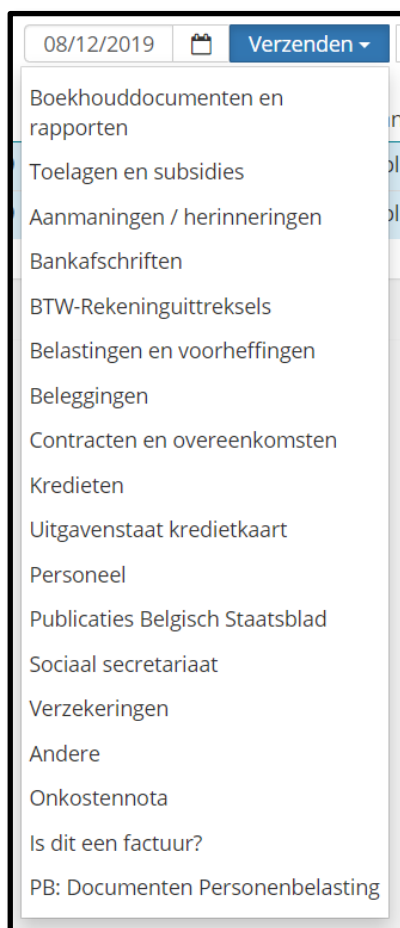 08/12/2019 Verzenden
Boekhouddocumenten en
rapporten
Toelagen en subsidies
Aanmaningen / herinneringen
Bankafschriften
BTW-Rekeninguittreksels
Belastingen en voorheffingen
Beleggingen
Contracten en overeenkomsten
Kredieten
Uitgavenstaat kredietkaart
Personeel
Publicaties Belgisch Staatsblad
Sociaal secretariaat
Verzekeringen
Andere
Onkostennota
Is dit een factuur?
PB: Documenten Personenbelasting